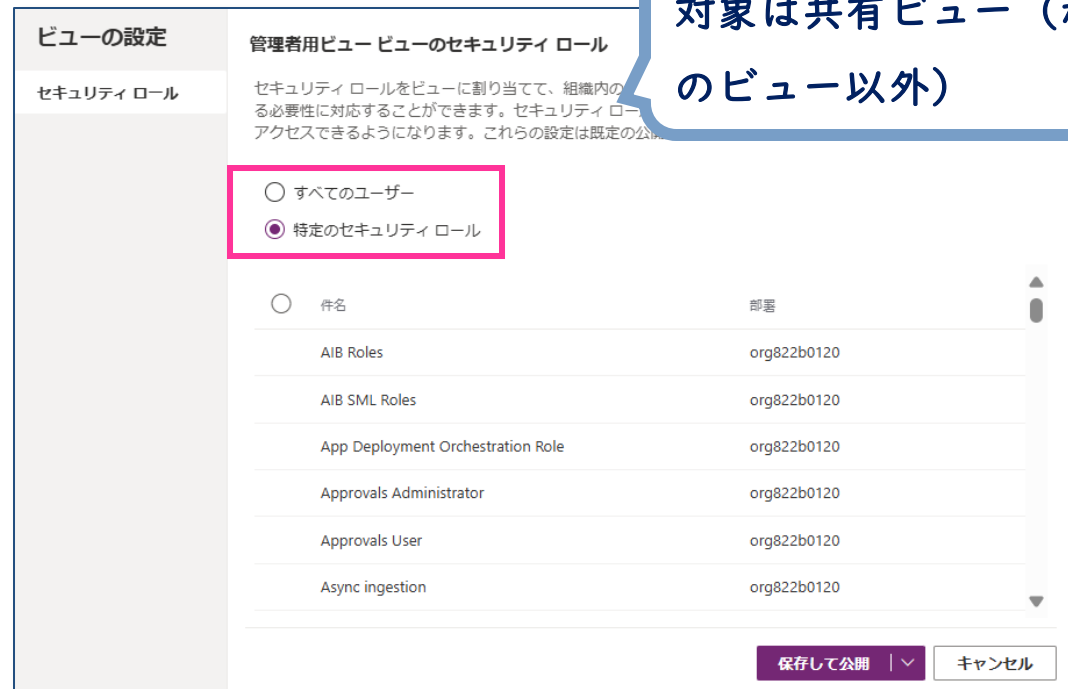 対象は共有ビュー（
のビュー以外）
ビューの設定
セキュリティ ロール
管理者用ビュー ビューのセキュリティ ロール
セキュリティ ロールをビューに割り当てて、組織内の
る必要性に対応することができます。セキュリティ ロー
アクセスできるようになります。これらの設定は既定の公開
すべてのユーザー
特定のセキュリティ ロール
件名 部署
AIB Roles org822b0120
AIB SML Roles org822b0120
App Deployment Orchestration Role org822b0120
Approvals Administrator org822b0120
Approvals User org822b0120
Async ingestion org822b0120
保存して公開 キャンセル